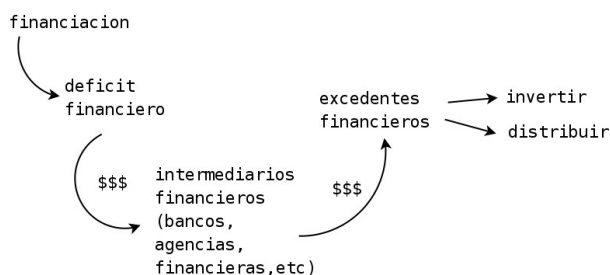 financiacion
deficit
financiero
excedentes
financieros
invertir
distribuir
$$$
intermediarios
financieros
(bancos,
agencias,
financieras,etc)
$$$